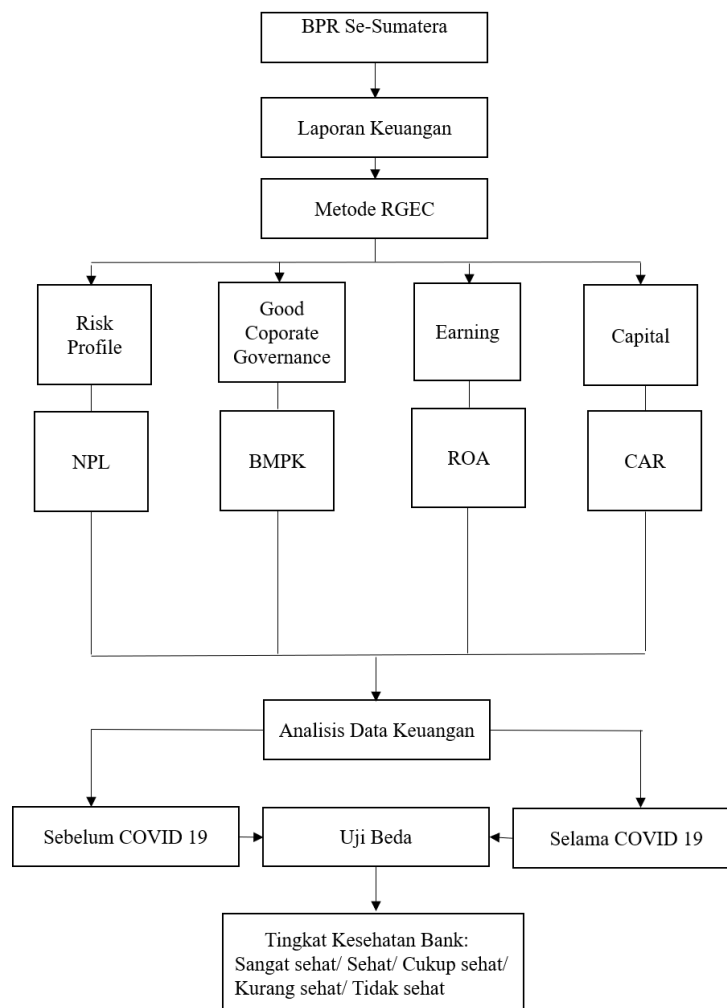 BPR Se-Sumatera
Laporan Keuangan
Metode RGEC
Risk
Profile
Good
Coporate
Governance
Earning
Capital
NPL
BMPK
ROA
CAR
Analisis Data Keuangan
Sebelum COVID 19
Uji Beda
Selama COVID 19
Tingkat Kesehatan Bank:
Sangat sehat/ Sehat/ Cukup sehat/
Kurang sehat/ Tidak sehat